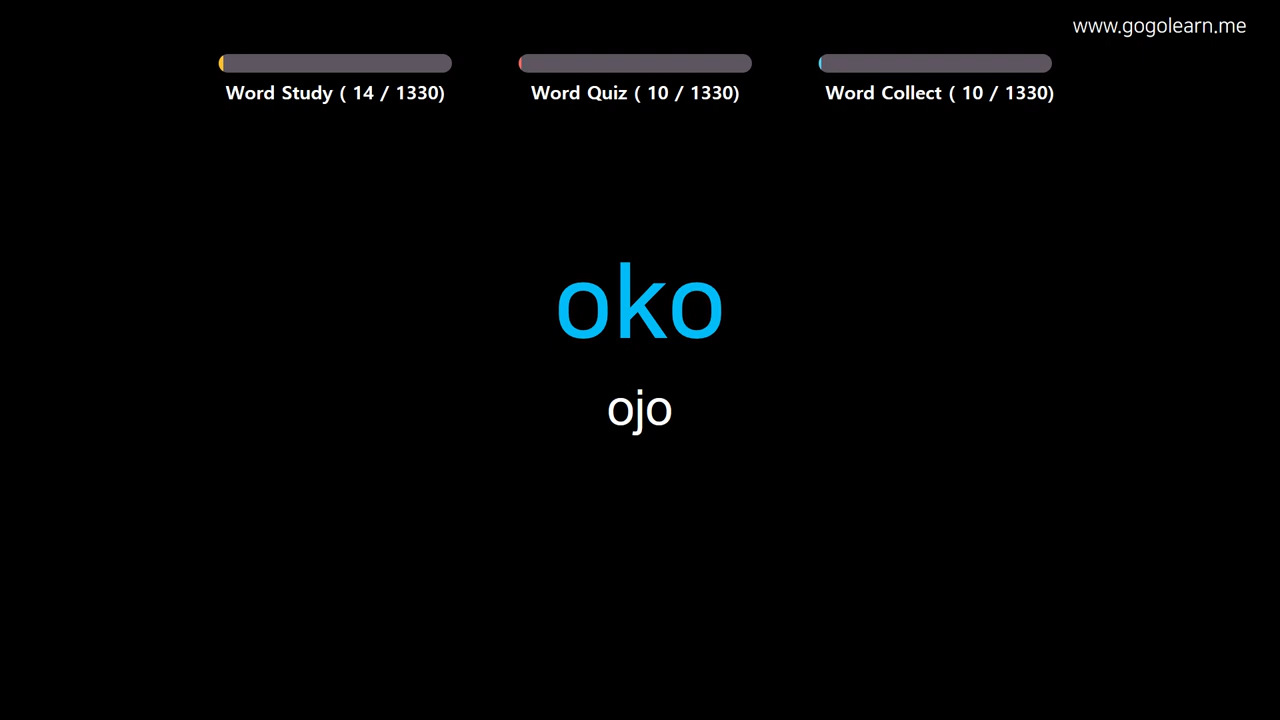 www.gogolearn.me
Word Study ( 14 / 1330)
Word Quiz ( 10 / 1330)
Word Collect ( 10 / 1330)
oko
ojo